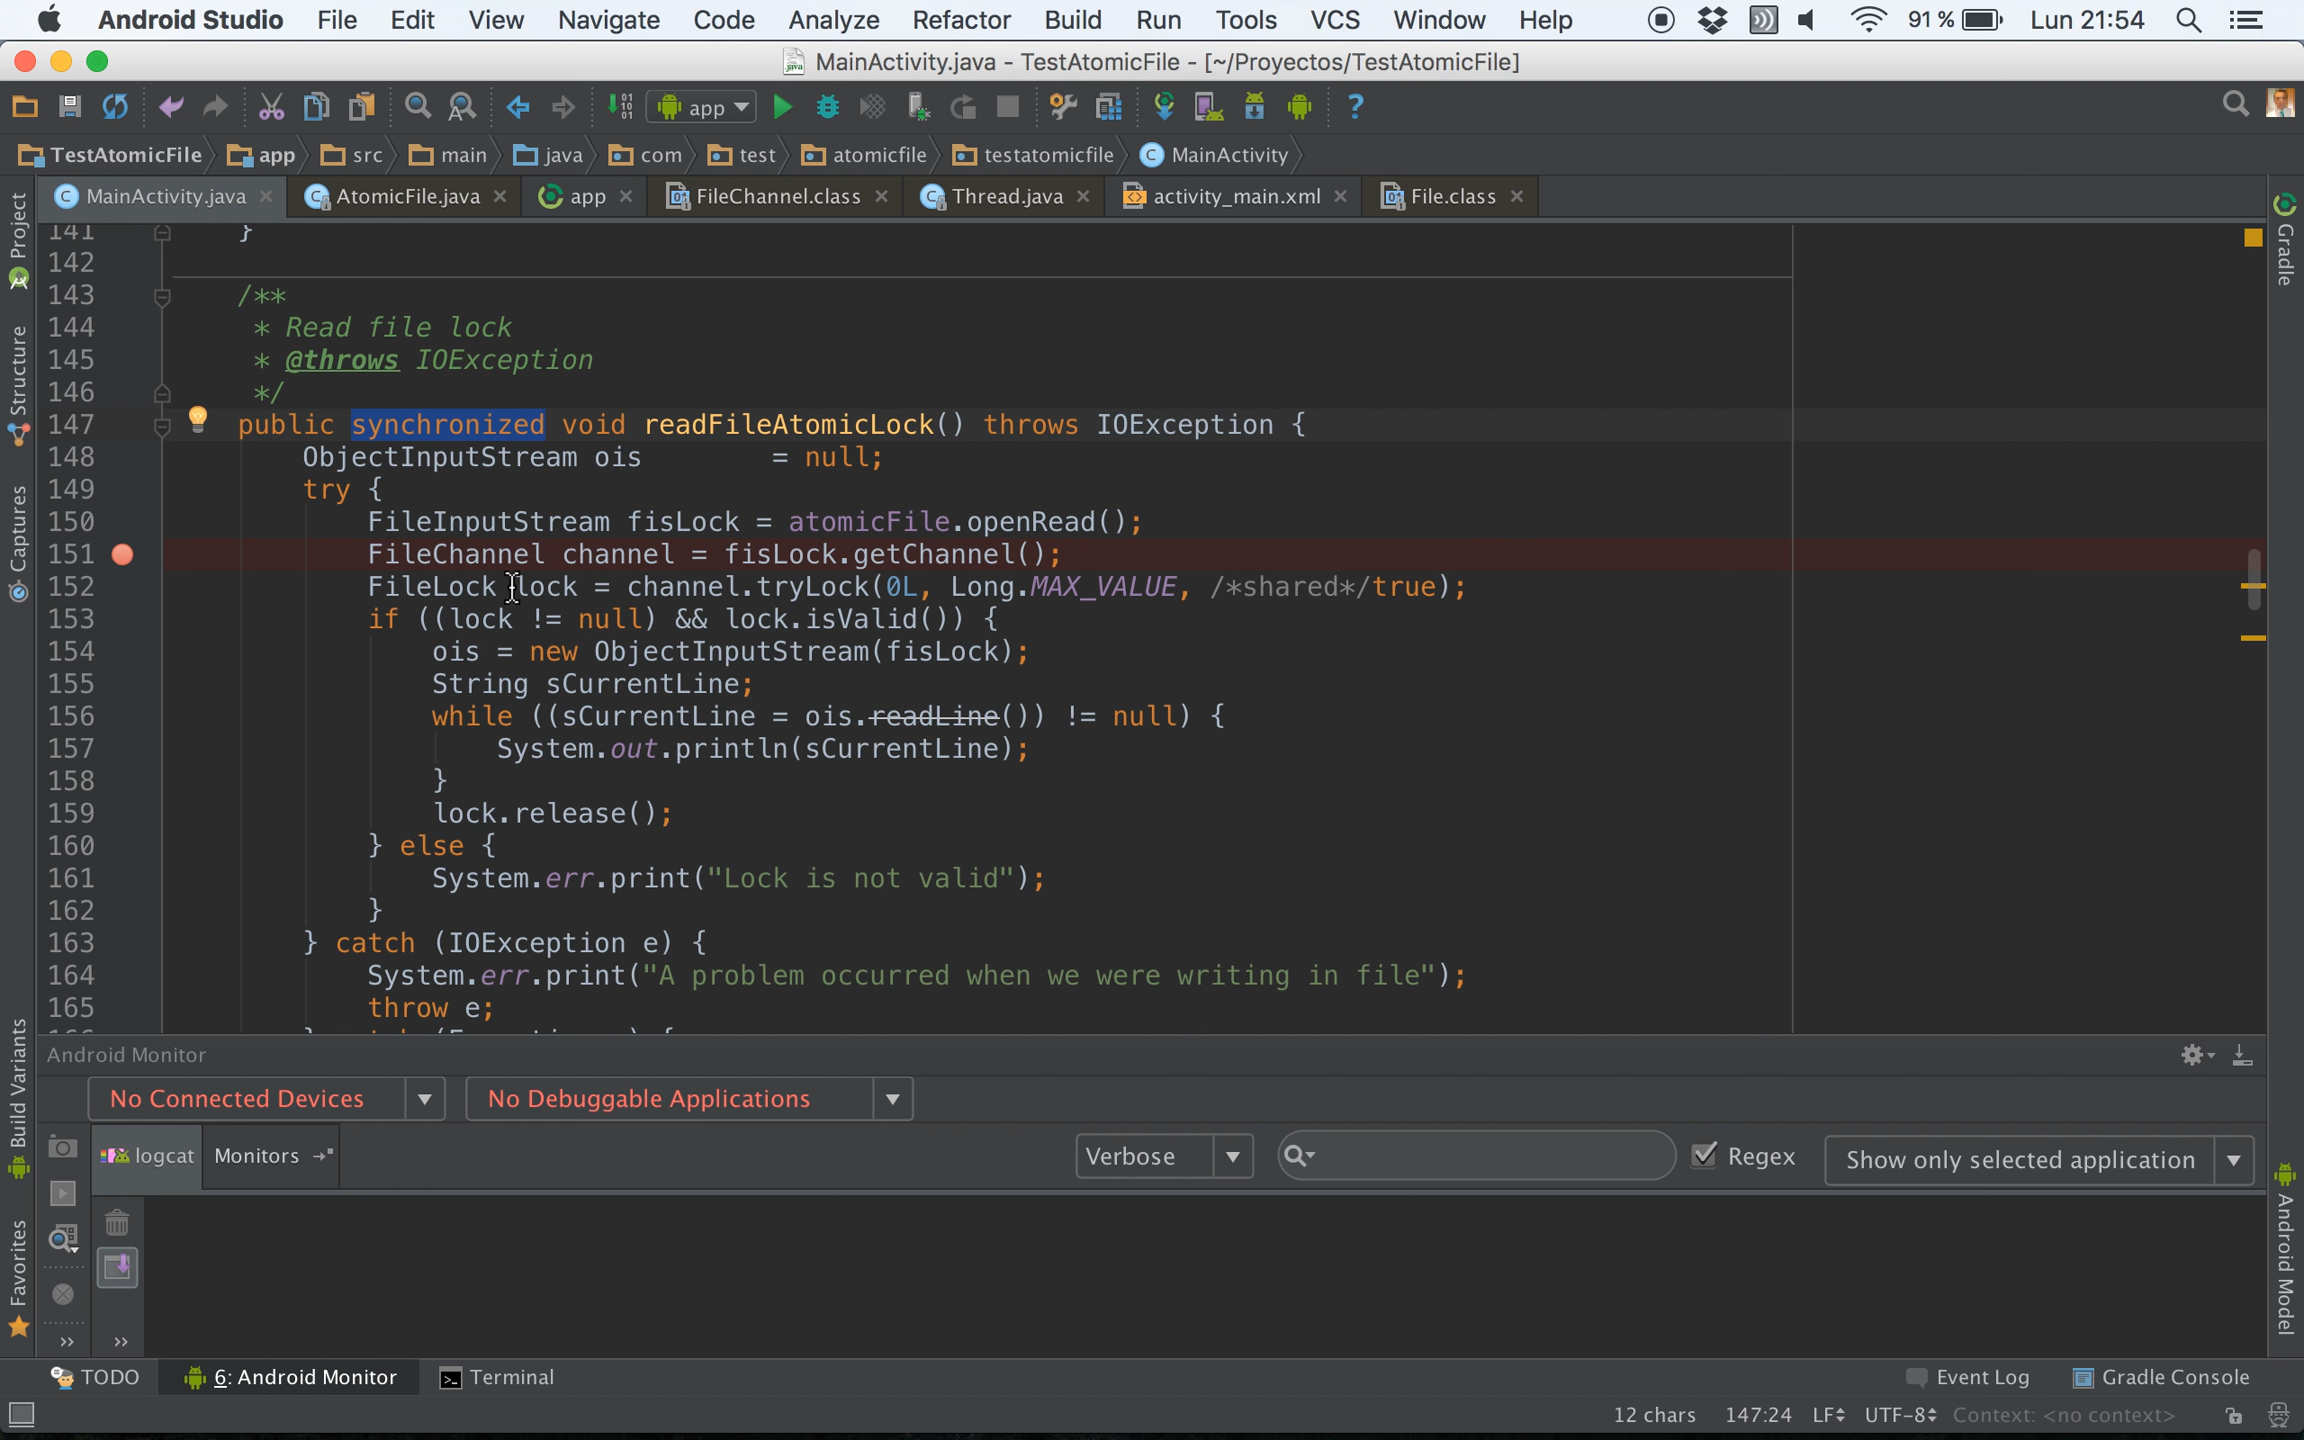 Android Studio File Edit View Navigate Code Analyze Refactor Build Run Tools VCS Window Help 91 % Lun 21:54
MainActivity.java - TestAtomicFile - [~/Proyectos/TestAtomicFile]
app
TestAtomicFile app src main java com test atomicfile testatomicfile MainActivity
MainActivity.java AtomicFile.java app FileChannel.class Thread.java activity_main.xml File.class
Project
Structure
Captures
Build Variants
Favorites
141 }
142
143 /**
144 * Read file lock
145 * @throws IOException
146 */
147 public synchronized void readFileAtomicLock() throws IOException {
148 ObjectInputStream ois = null;
149 try {
150 FileInputStream fisLock = atomicFile.openRead();
151 FileChannel channel = fisLock.getChannel();
152 FileLock lock = channel.tryLock(0L, Long.MAX_VALUE, /*shared*/true);
153 if ((lock != null) && lock.isValid()) {
154 ois = new ObjectInputStream(fisLock);
155 String sCurrentLine;
156 while ((sCurrentLine = ois.readLine()) != null) {
157 System.out.println(sCurrentLine);
158 }
159 lock.release();
160 } else {
161 System.err.print("Lock is not valid");
162 }
163 } catch (IOException e) {
164 System.err.print("A problem occurred when we were writing in file");
165 throw e;
Gradle
Android Model
Android Monitor
No Connected Devices No Debuggable Applications
logcat Monitors Verbose Regex Show only selected application
TODO 6: Android Monitor Terminal Event Log Gradle Console
12 chars 147:24 LF UTF-8 Context: <no context>